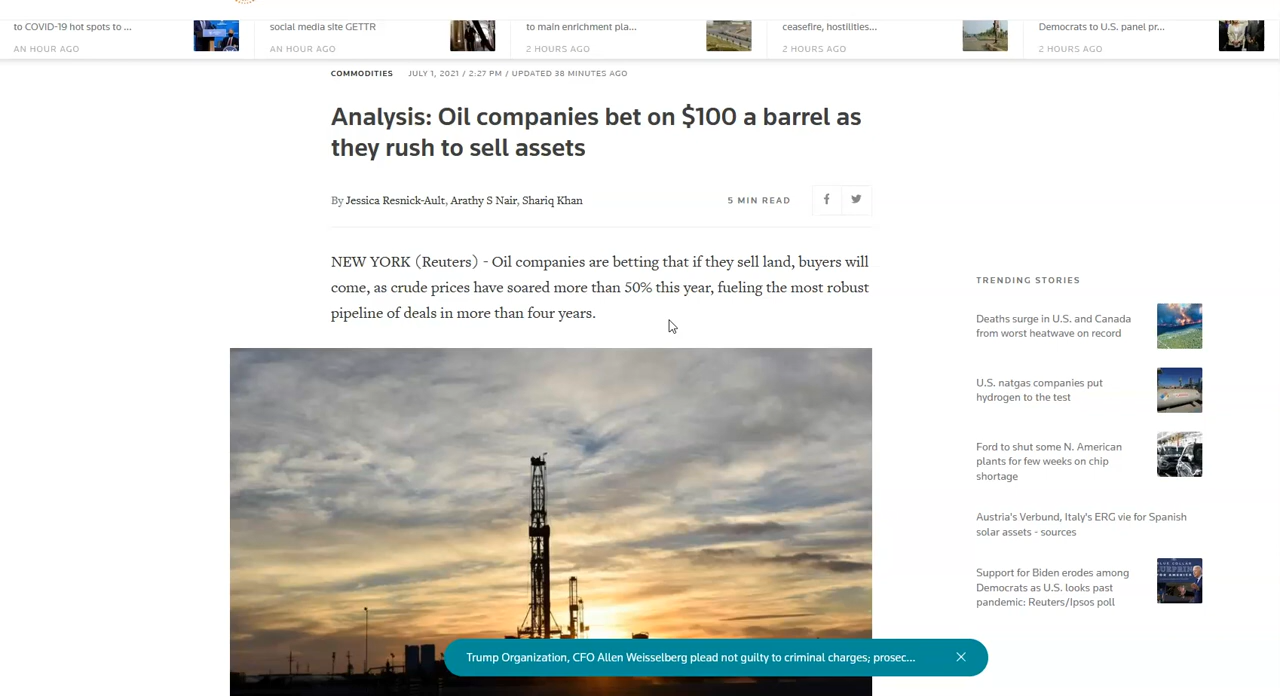 to COVID-19 hot spots to ...
AN HOUR AGO
social media site GETTR
AN HOUR AGO
to main enrichment pla...
2 HOURS AGO
ceasefire, hostilities...
2 HOURS AGO
Democrats to U.S. panel pr...
2 HOURS AGO
COMMODITIES JULY 1, 2021 / 2:27 PM / UPDATED 38 MINUTES AGO
Analysis: Oil companies bet on $100 a barrel as
they rush to sell assets
By Jessica Resnick-Ault, Arathy S Nair, Shariq Khan
5 MIN READ
NEW YORK (Reuters) - Oil companies are betting that if they sell land, buyers will
come, as crude prices have soared more than 50% this year, fueling the most robust
pipeline of deals in more than four years.
TRENDING STORIES
Deaths surge in U.S. and Canada
from worst heatwave on record
U.S. natgas companies put
hydrogen to the test
Ford to shut some N. American
plants for few weeks on chip
shortage
Austria's Verbund, Italy's ERG vie for Spanish
solar assets - sources
Support for Biden erodes among
Democrats as U.S. looks past
pandemic: Reuters/Ipsos poll
Trump Organization, CFO Allen Weisselberg plead not guilty to criminal charges; prosec...